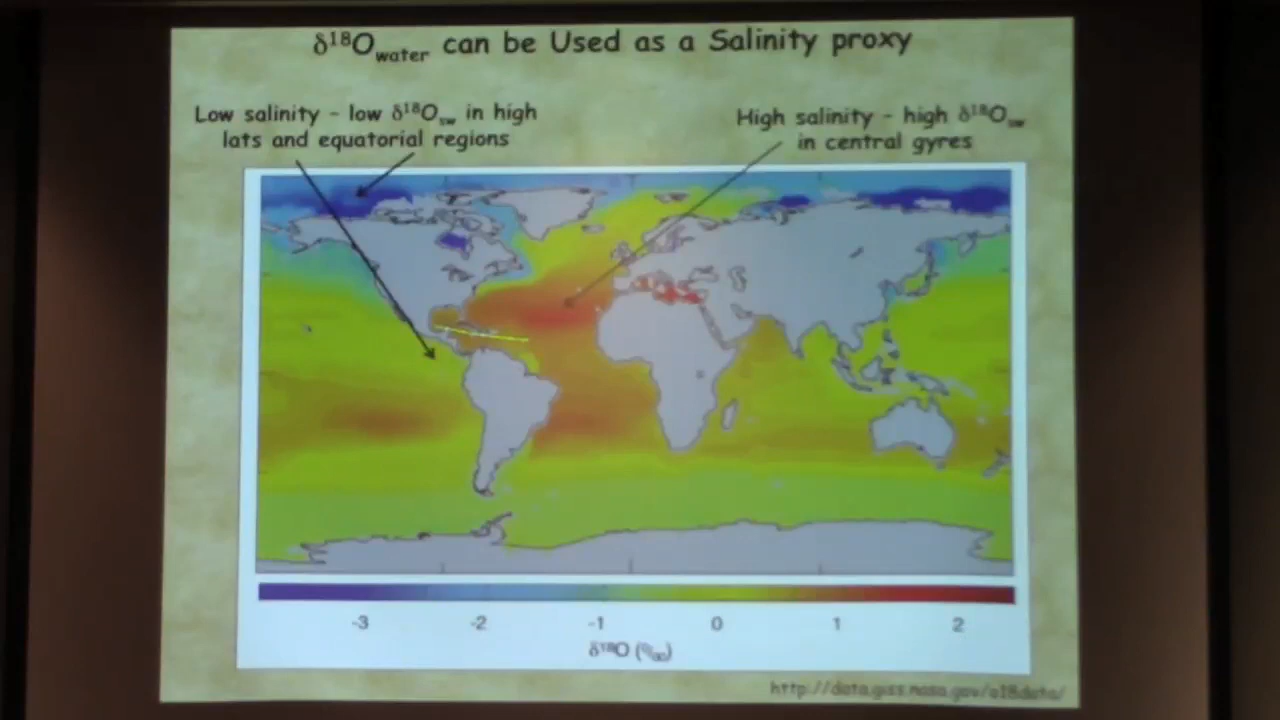 δ¹⁸Owater can be Used as a Salinity proxy
Low salinity - low δ¹⁸Osw in high
lats and equatorial regions
High salinity - high δ¹⁸Osw
in central gyres
-3 -2 -1 0 1 2
δ¹⁸O (‰)
http://data.giss.nasa.gov/o18data/